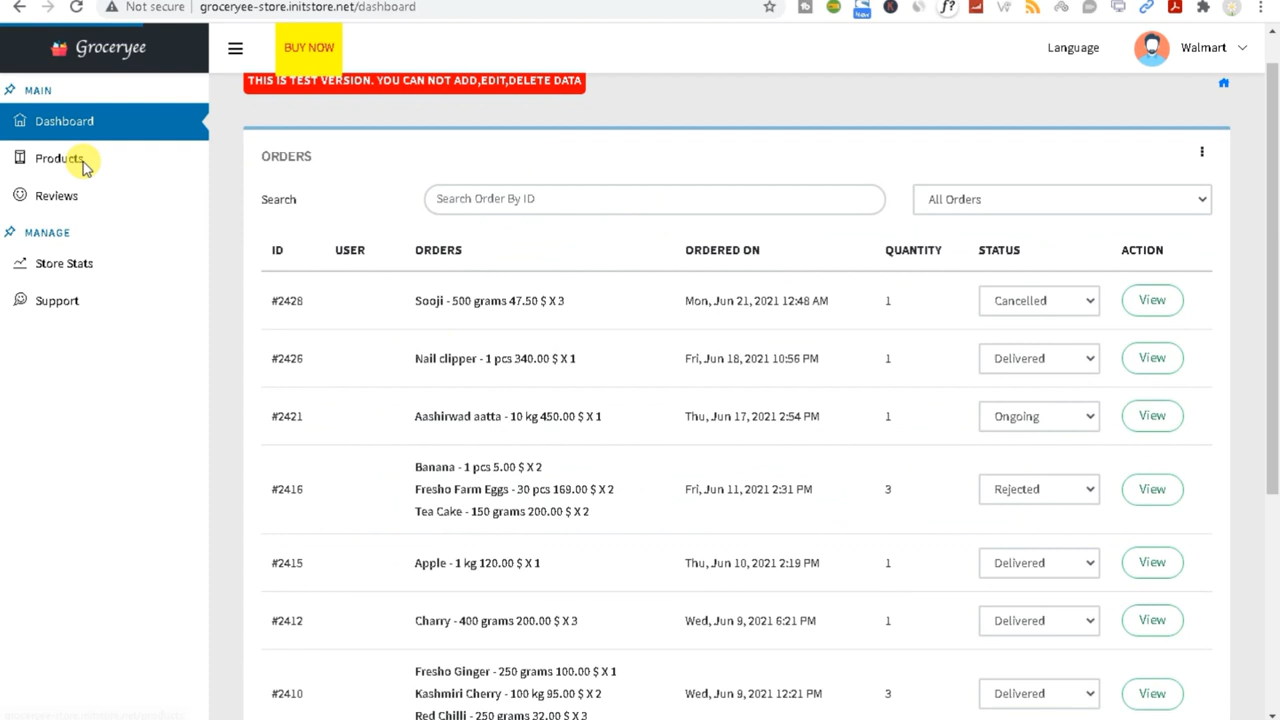 Not secure groceryee-store.initstore.net/dashboard
Groceryee
BUY NOW
Language
Walmart
THIS IS TEST VERSION. YOU CAN NOT ADD,EDIT,DELETE DATA
MAIN
Dashboard
Products
Reviews
MANAGE
Store Stats
Support
ORDERS
Search
Search Order By ID
All Orders
ID USER ORDERS ORDERED ON QUANTITY STATUS ACTION
#2428 Sooji - 500 grams 47.50 $ X 3 Mon, Jun 21, 2021 12:48 AM 1 Cancelled View
#2426 Nail clipper - 1 pcs 340.00 $ X 1 Fri, Jun 18, 2021 10:56 PM 1 Delivered View
#2421 Aashirwad aatta - 10 kg 450.00 $ X 1 Thu, Jun 17, 2021 2:54 PM 1 Ongoing View
Banana - 1 pcs 5.00 $ X 2
#2416 Fresho Farm Eggs - 30 pcs 169.00 $ X 2 Fri, Jun 11, 2021 2:31 PM 3 Rejected View
Tea Cake - 150 grams 200.00 $ X 2
#2415 Apple - 1 kg 120.00 $ X 1 Thu, Jun 10, 2021 2:19 PM 1 Delivered View
#2412 Charry - 400 grams 200.00 $ X 3 Wed, Jun 9, 2021 6:21 PM 1 Delivered View
Fresho Ginger - 250 grams 100.00 $ X 1
#2410 Kashmiri Cherry - 100 kg 95.00 $ X 2 Wed, Jun 9, 2021 12:21 PM 3 Delivered View
Red Chilli - 250 grams 32.00 $ X 3